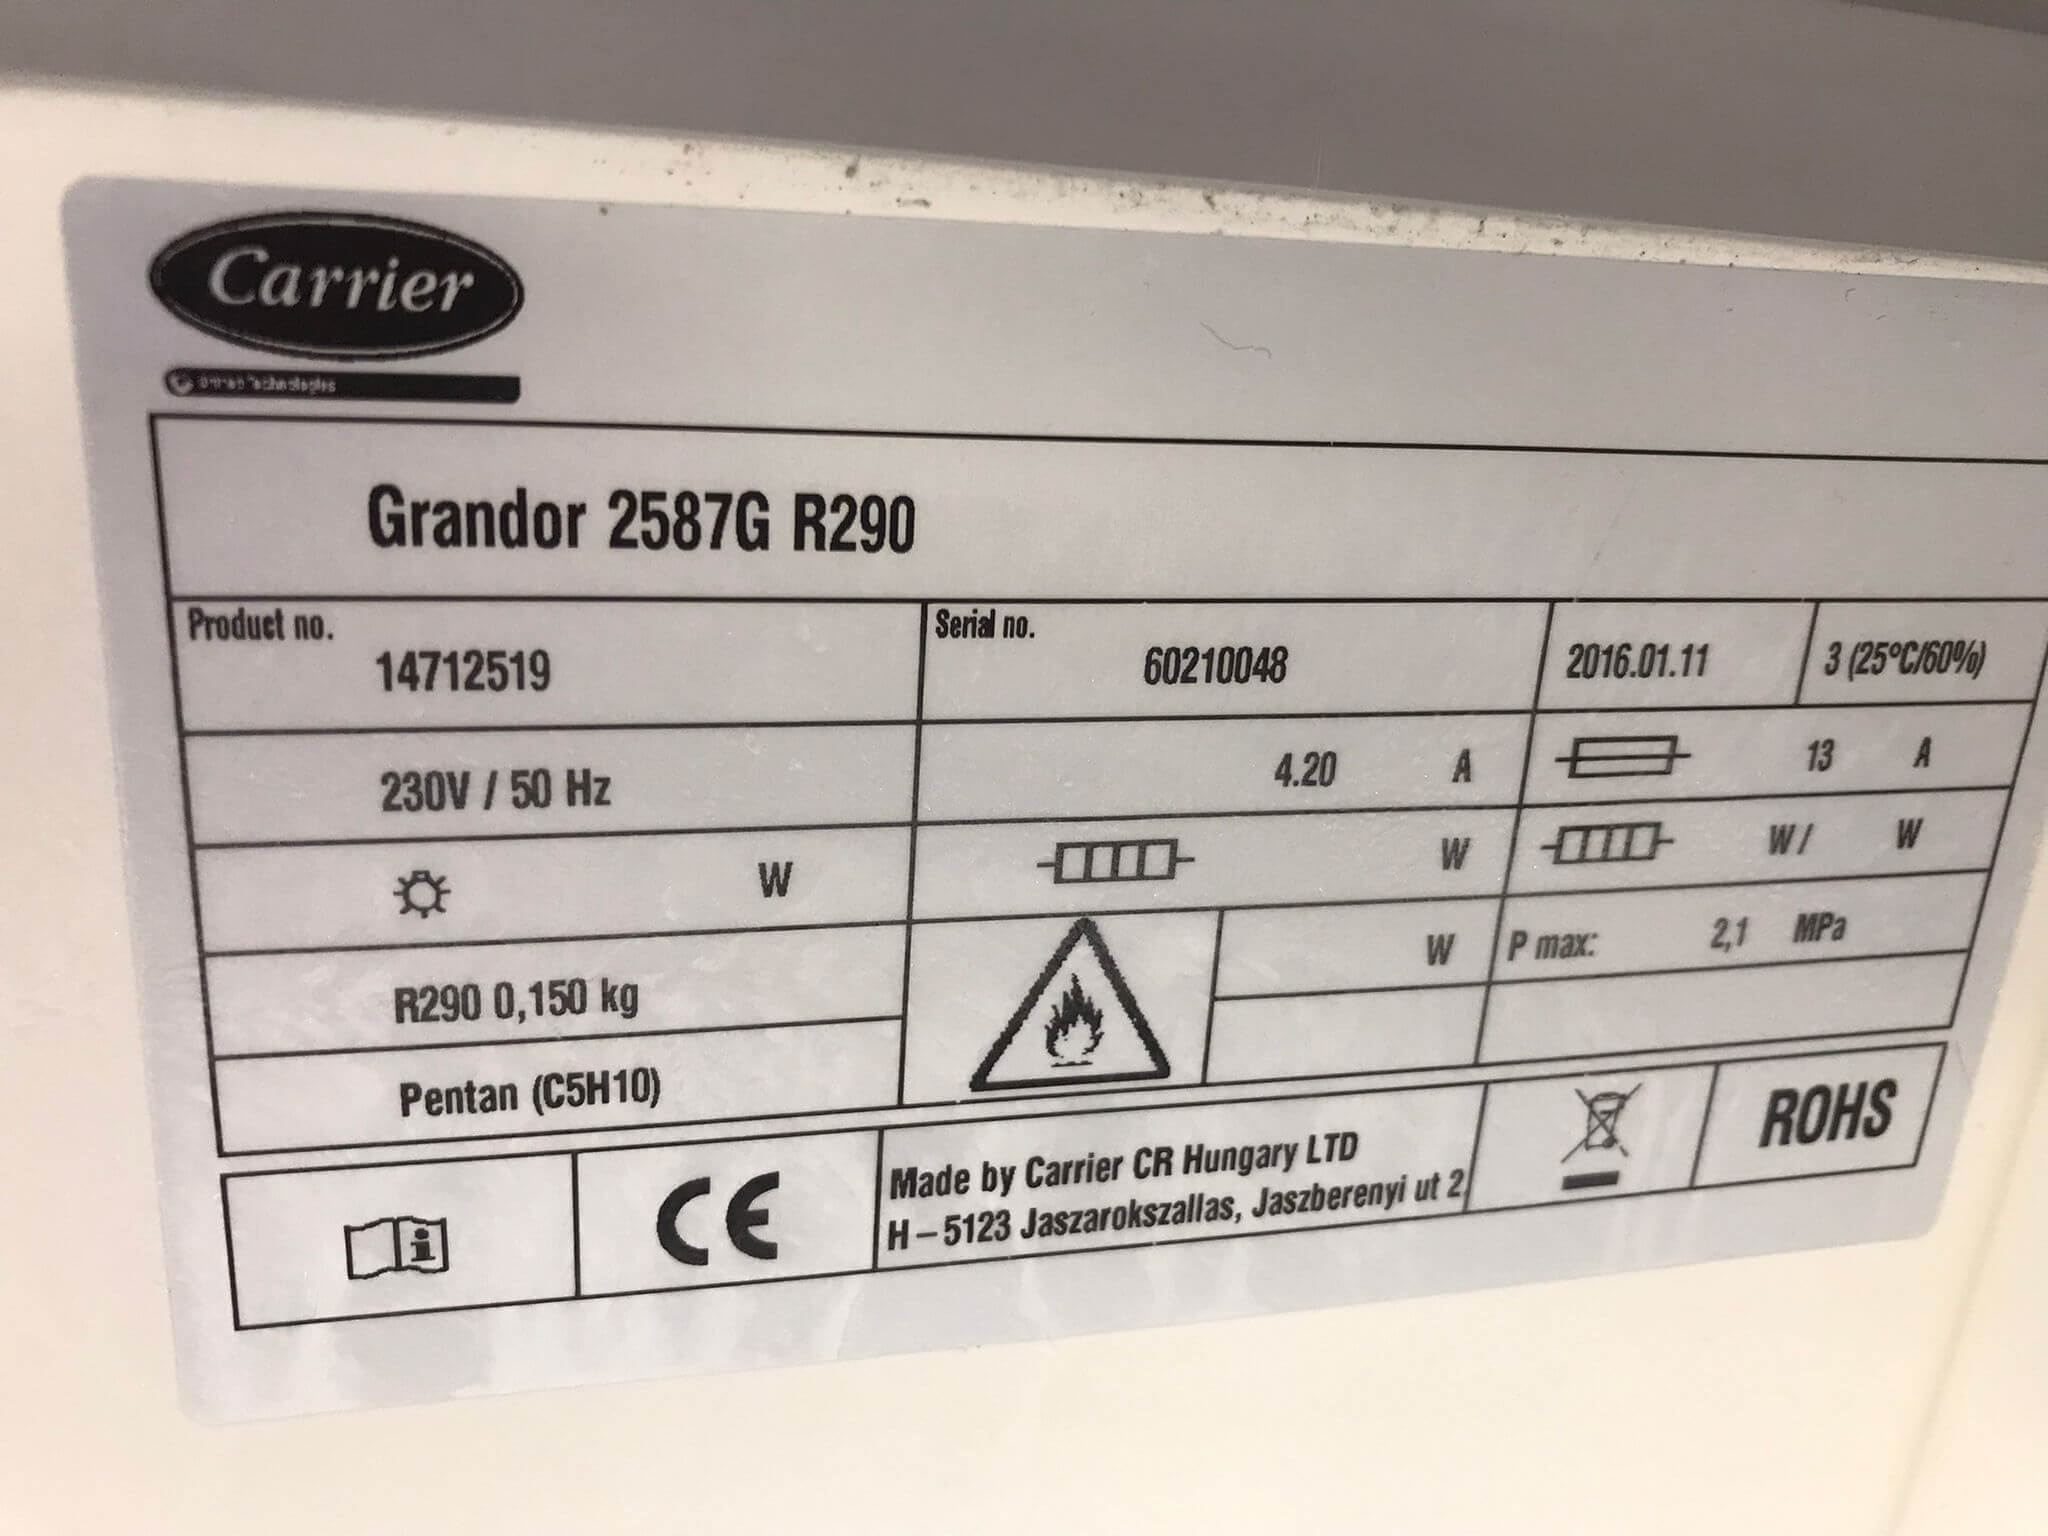 Carrier
Technologies
Grandor 2587G R290
Product no.
14712519
Serial no.
60210048
2016.01.11
3 (25°C/60%)
230V / 50 Hz
4.20 A
13 A
W
W
W/ W
R290 0,150 kg
W
P max: 2,1 MPa
Pentan (C5H10)
i
CE
Made by Carrier CR Hungary LTD
H – 5123 Jaszarokszallas, Jaszberenyi ut 2.
ROHS